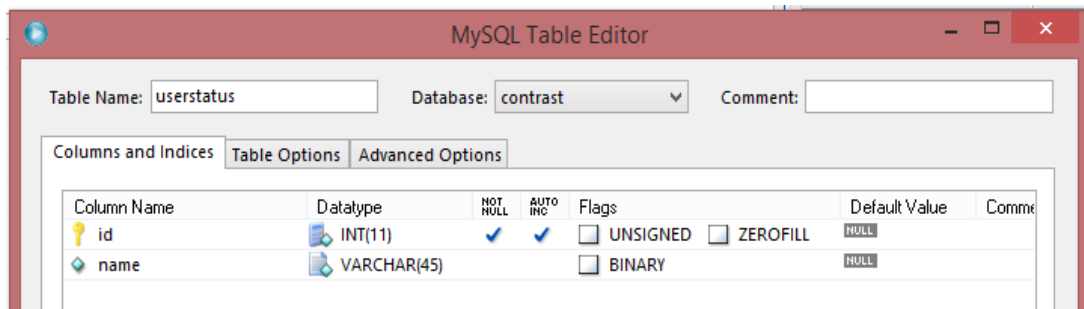 MySQL Table Editor
Table Name: userstatus Database: contrast Comment:
Columns and Indices Table Options Advanced Options
Column Name Datatype NOT NULL AUTO INC Flags Default Value Comme
id INT(11) UNSIGNED ZEROFILL NULL
name VARCHAR(45) BINARY NULL